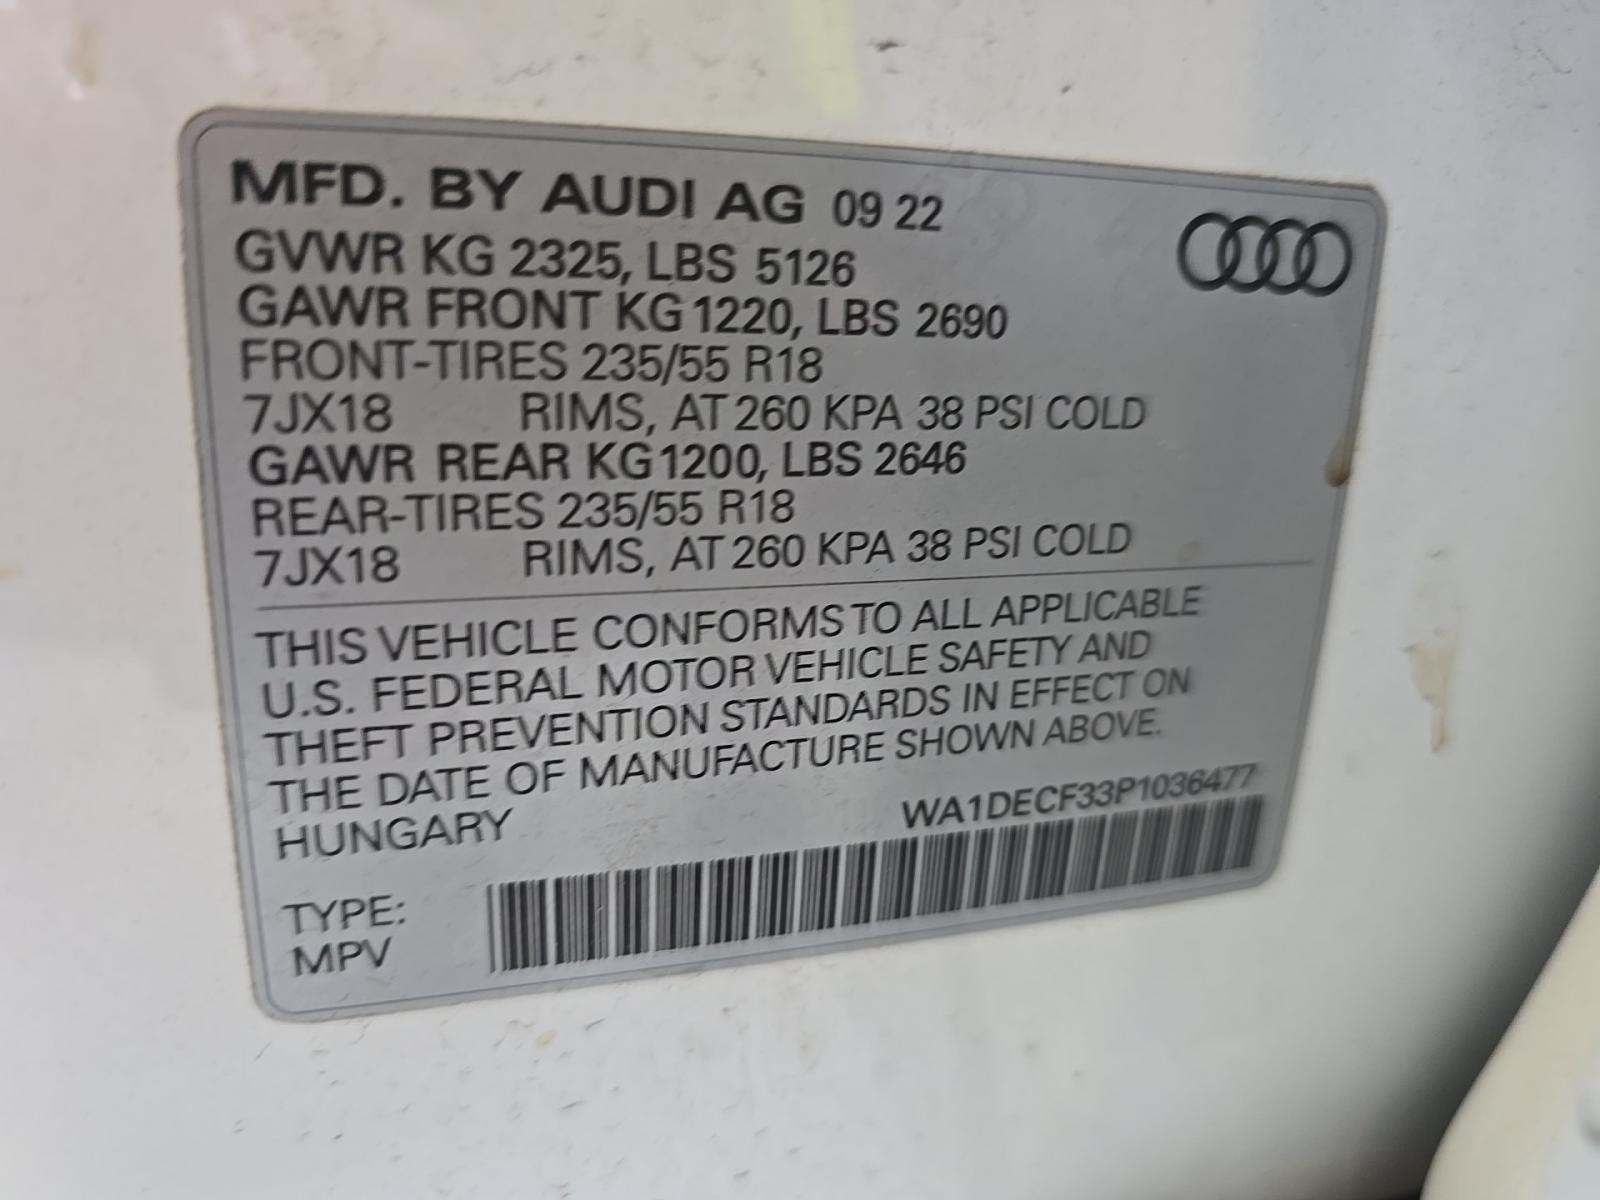 MFD. BY AUDI AG 09 22
GVWR KG 2325, LBS 5126
GAWR FRONT KG 1220, LBS 2690
FRONT-TIRES 235/55 R18
7JX18 RIMS, AT 260 KPA 38 PSI COLD
GAWR REAR KG 1200, LBS 2646
REAR-TIRES 235/55 R18
7JX18 RIMS, AT 260 KPA 38 PSI COLD
THIS VEHICLE CONFORMS TO ALL APPLICABLE
U.S. FEDERAL MOTOR VEHICLE SAFETY AND
THEFT PREVENTION STANDARDS IN EFFECT ON
THE DATE OF MANUFACTURE SHOWN ABOVE.
HUNGARY WA1DECF33P1036477
TYPE:
MPV